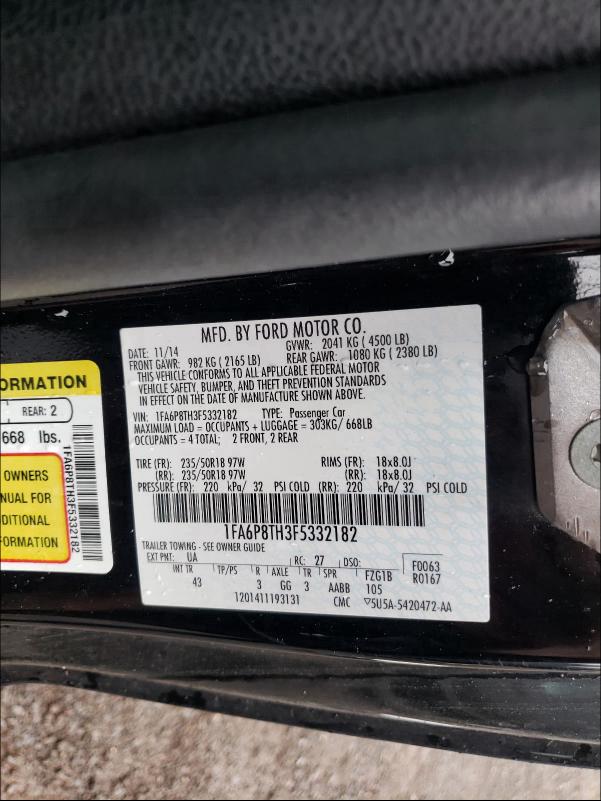 MFD. BY FORD MOTOR CO.
DATE: 11/14 GVWR: 2041 KG ( 4500 LB)
FRONT GAWR: 982 KG ( 2165 LB) REAR GAWR: 1080 KG ( 2380 LB)
THIS VEHICLE CONFORMS TO ALL APPLICABLE FEDERAL MOTOR
VEHICLE SAFETY, BUMPER, AND THEFT PREVENTION STANDARDS
IN EFFECT ON THE DATE OF MANUFACTURE SHOWN ABOVE.
VIN: 1FA6P8TH3F5332182 TYPE: Passenger Car
MAXIMUM LOAD = OCCUPANTS + LUGGAGE = 303KG/ 668LB
OCCUPANTS = 4 TOTAL; 2 FRONT, 2 REAR
TIRE (FR): 235/50R18 97W RIMS (FR): 18x8.0J
(RR): 235/50R18 97W (RR): 18x8.0J
PRESSURE (FR): 220 kPa/ 32 PSI COLD (RR): 220 kPa/ 32 PSI COLD
1FA6P8TH3F5332182
TRAILER TOWING - SEE OWNER GUIDE
EXT PNT: UA RC: 27 DSO: F0063
INT TR TP/PS R AXLE TR SPR FZG1B R0167
43 3 GG 3 AABB 105
1201411193131 CMC ▽5U5A-5420472-AA
FORMATION
REAR: 2
668 lbs.
OWNERS
NUAL FOR
DITIONAL
FORMATION
1FA6P8TH3F5332182